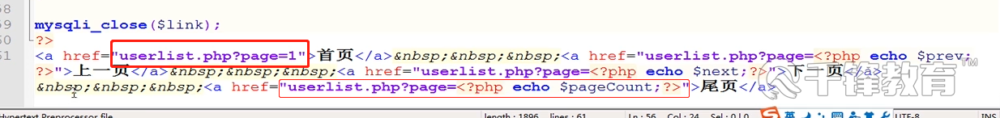 58
59 mysqli_close($link);
60 ?>
61 <a href="userlist.php?page=1">首页</a>&nbsp;&nbsp;&nbsp;<a href="userlist.php?page=<?php echo $prev;
?>">上一页</a>&nbsp;&nbsp;&nbsp;<a href="userlist.php?page=<?php echo $next;?>">下一页</a>
&nbsp;&nbsp;&nbsp;<a href="userlist.php?page=<?php echo $pageCount;?>">尾页</a>
千锋教育™
Hypertext Preprocessor file length : 1896 lines : 61 Ln : 56 Col : 24 Sel : 0 | 0 UTF-8 INS